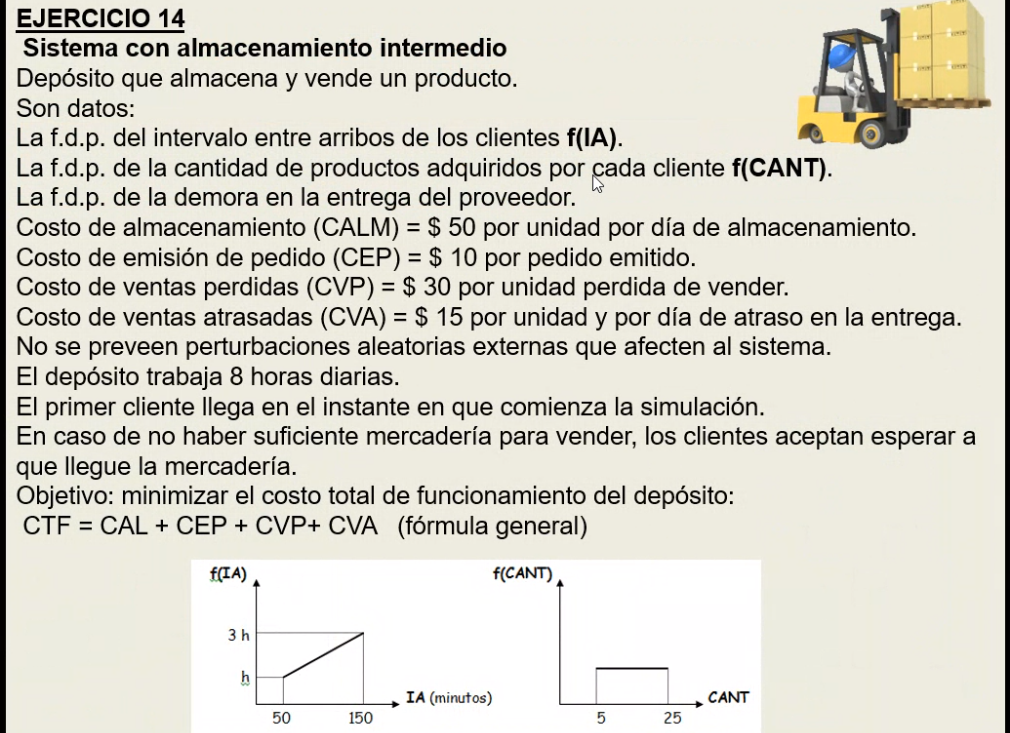 EJERCICIO 14
Sistema con almacenamiento intermedio
Depósito que almacena y vende un producto.
Son datos:
La f.d.p. del intervalo entre arribos de los clientes f(IA).
La f.d.p. de la cantidad de productos adquiridos por cada cliente f(CANT).
La f.d.p. de la demora en la entrega del proveedor.
Costo de almacenamiento (CALM) = $ 50 por unidad por día de almacenamiento.
Costo de emisión de pedido (CEP) = $ 10 por pedido emitido.
Costo de ventas perdidas (CVP) = $ 30 por unidad perdida de vender.
Costo de ventas atrasadas (CVA) = $ 15 por unidad y por día de atraso en la entrega.
No se preveen perturbaciones aleatorias externas que afecten al sistema.
El depósito trabaja 8 horas diarias.
El primer cliente llega en el instante en que comienza la simulación.
En caso de no haber suficiente mercadería para vender, los clientes aceptan esperar a
que llegue la mercadería.
Objetivo: minimizar el costo total de funcionamiento del depósito:
CTF = CAL + CEP + CVP+ CVA (fórmula general)
f(IA)
3 h
h
IA (minutos)
50 150
f(CANT)
CANT
5 25